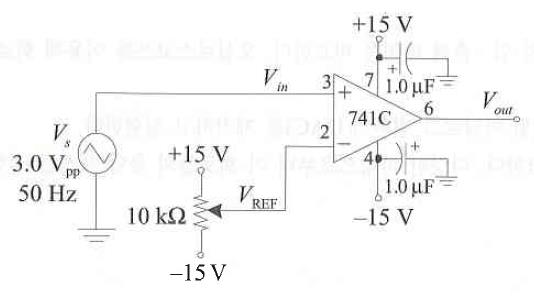 +15 V
V_in
3
7
+
1.0 μF
+
741C
6
V_out
2
−
4
+
1.0 μF
−15 V
V_s
3.0 V_pp
50 Hz
+15 V
10 kΩ
V_REF
−15 V